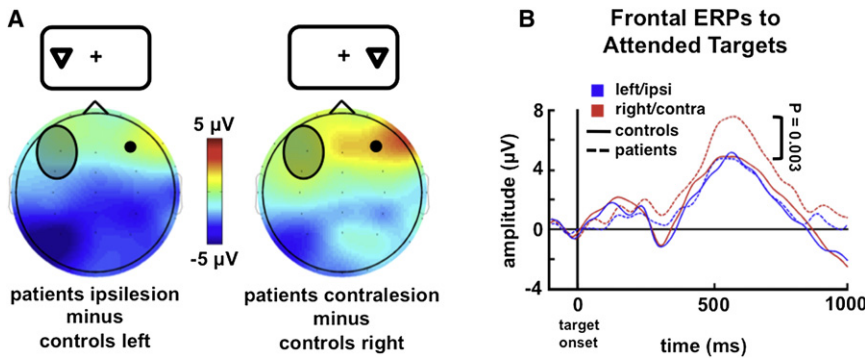 A
5 µV
-5 µV
patients ipsilesion
minus
controls left
patients contralesion
minus
controls right
B
Frontal ERPs to
Attended Targets
left/ipsi
right/contra
controls
patients
P = 0.003
amplitude (µV)
8
4
0
-4
0
500
1000
target
onset
time (ms)